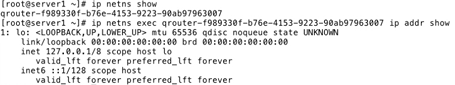 [root@server1 ~]# ip netns show
qrouter-f989330f-b76e-4153-9223-90ab97963007
[root@server1 ~]# ip netns exec qrouter-f989330f-b76e-4153-9223-90ab97963007 ip addr show
1: lo: <LOOPBACK,UP,LOWER_UP> mtu 65536 qdisc noqueue state UNKNOWN
    link/loopback 00:00:00:00:00:00 brd 00:00:00:00:00:00
    inet 127.0.0.1/8 scope host lo
       valid_lft forever preferred_lft forever
    inet6 ::1/128 scope host
       valid_lft forever preferred_lft forever